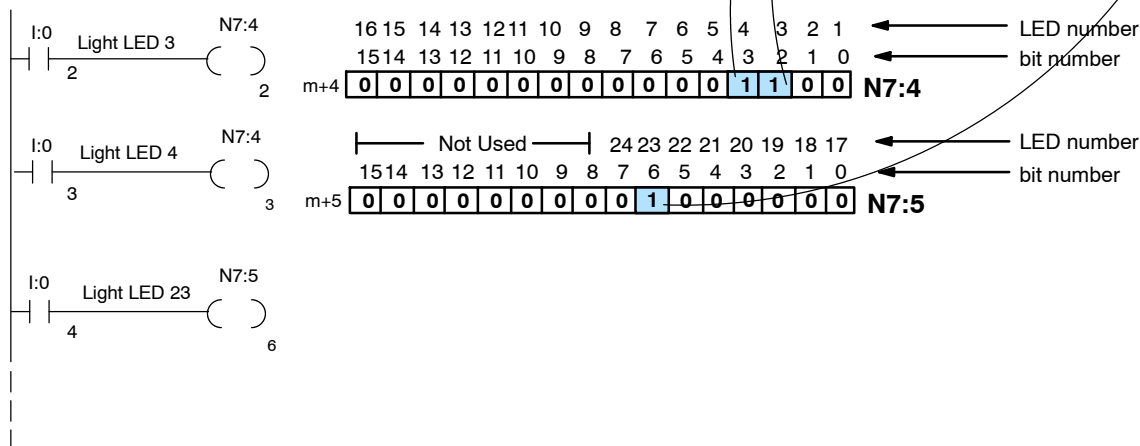 I:0
Light LED 3
N7:4
2
2
I:0
Light LED 4
N7:4
3
3
I:0
Light LED 23
N7:5
4
6
16 15 14 13 12 11 10 9 8 7 6 5 4 3 2 1 LED number
15 14 13 12 11 10 9 8 7 6 5 4 3 2 1 0 bit number
m+4 0 0 0 0 0 0 0 0 0 0 0 0 1 1 0 0 N7:4
Not Used 24 23 22 21 20 19 18 17 LED number
15 14 13 12 11 10 9 8 7 6 5 4 3 2 1 0 bit number
m+5 0 0 0 0 0 0 0 0 0 1 0 0 0 0 0 0 N7:5